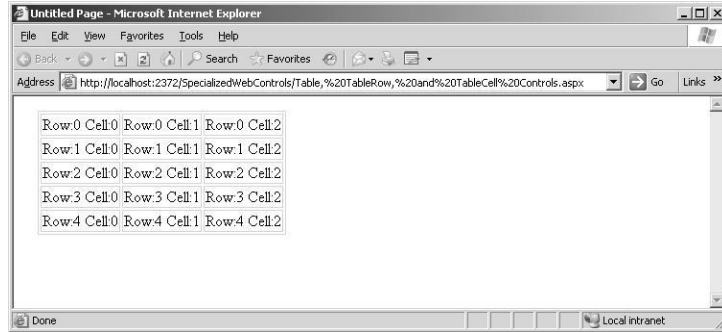 Untitled Page - Microsoft Internet Explorer
File Edit View Favorites Tools Help
Back Search Favorites
Address http://localhost:2372/SpecializedWebControls/Table,%20TableRow,%20and%20TableCell%20Controls.aspx Go Links »
Row:0 Cell:0 Row:0 Cell:1 Row:0 Cell:2
Row:1 Cell:0 Row:1 Cell:1 Row:1 Cell:2
Row:2 Cell:0 Row:2 Cell:1 Row:2 Cell:2
Row:3 Cell:0 Row:3 Cell:1 Row:3 Cell:2
Row:4 Cell:0 Row:4 Cell:1 Row:4 Cell:2
Done Local intranet